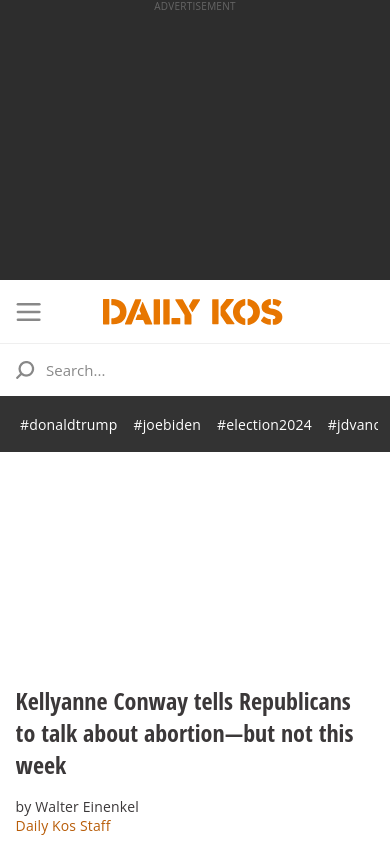 ADVERTISEMENT
DAILY KOS
Search...
#donaldtrump #joebiden #election2024 #jdvanc
Kellyanne Conway tells Republicans
to talk about abortion—but not this
week
by Walter Einenkel
Daily Kos Staff